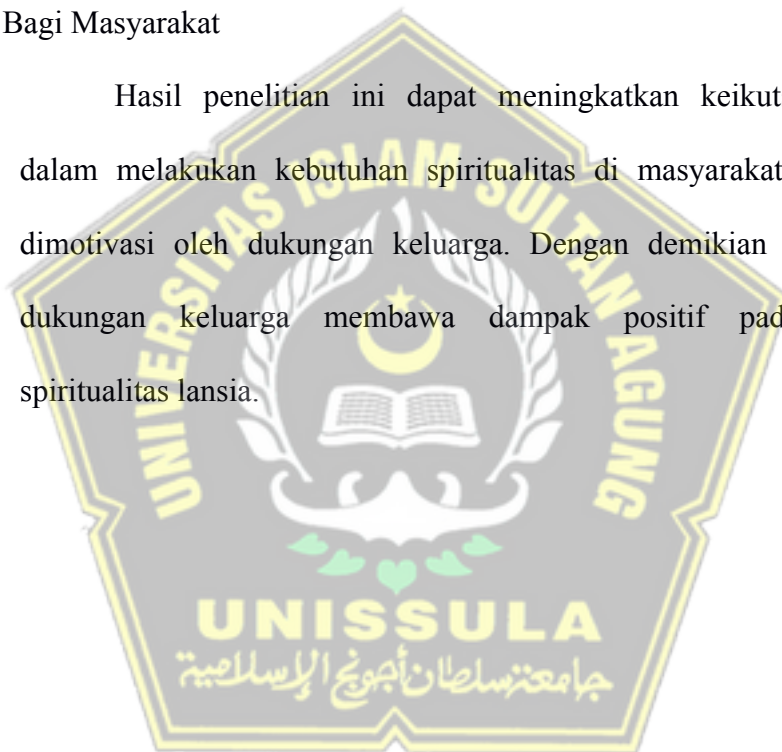 Bagi Masyarakat
Hasil penelitian ini dapat meningkatkan keikut
dalam melakukan kebutuhan spiritualitas di masyarakat
dimotivasi oleh dukungan keluarga. Dengan demikian
dukungan keluarga membawa dampak positif pad
spiritualitas lansia.
UNIVERSITAS ISLAM SULTAN AGUNG
UNISSULA
جامعة سلطان أجونج الإسلامية